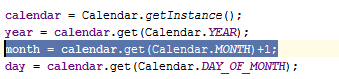 calendar = Calendar.getInstance();
year = calendar.get(Calendar.YEAR);
month = calendar.get(Calendar.MONTH)+1;
day = calendar.get(Calendar.DAY_OF_MONTH);